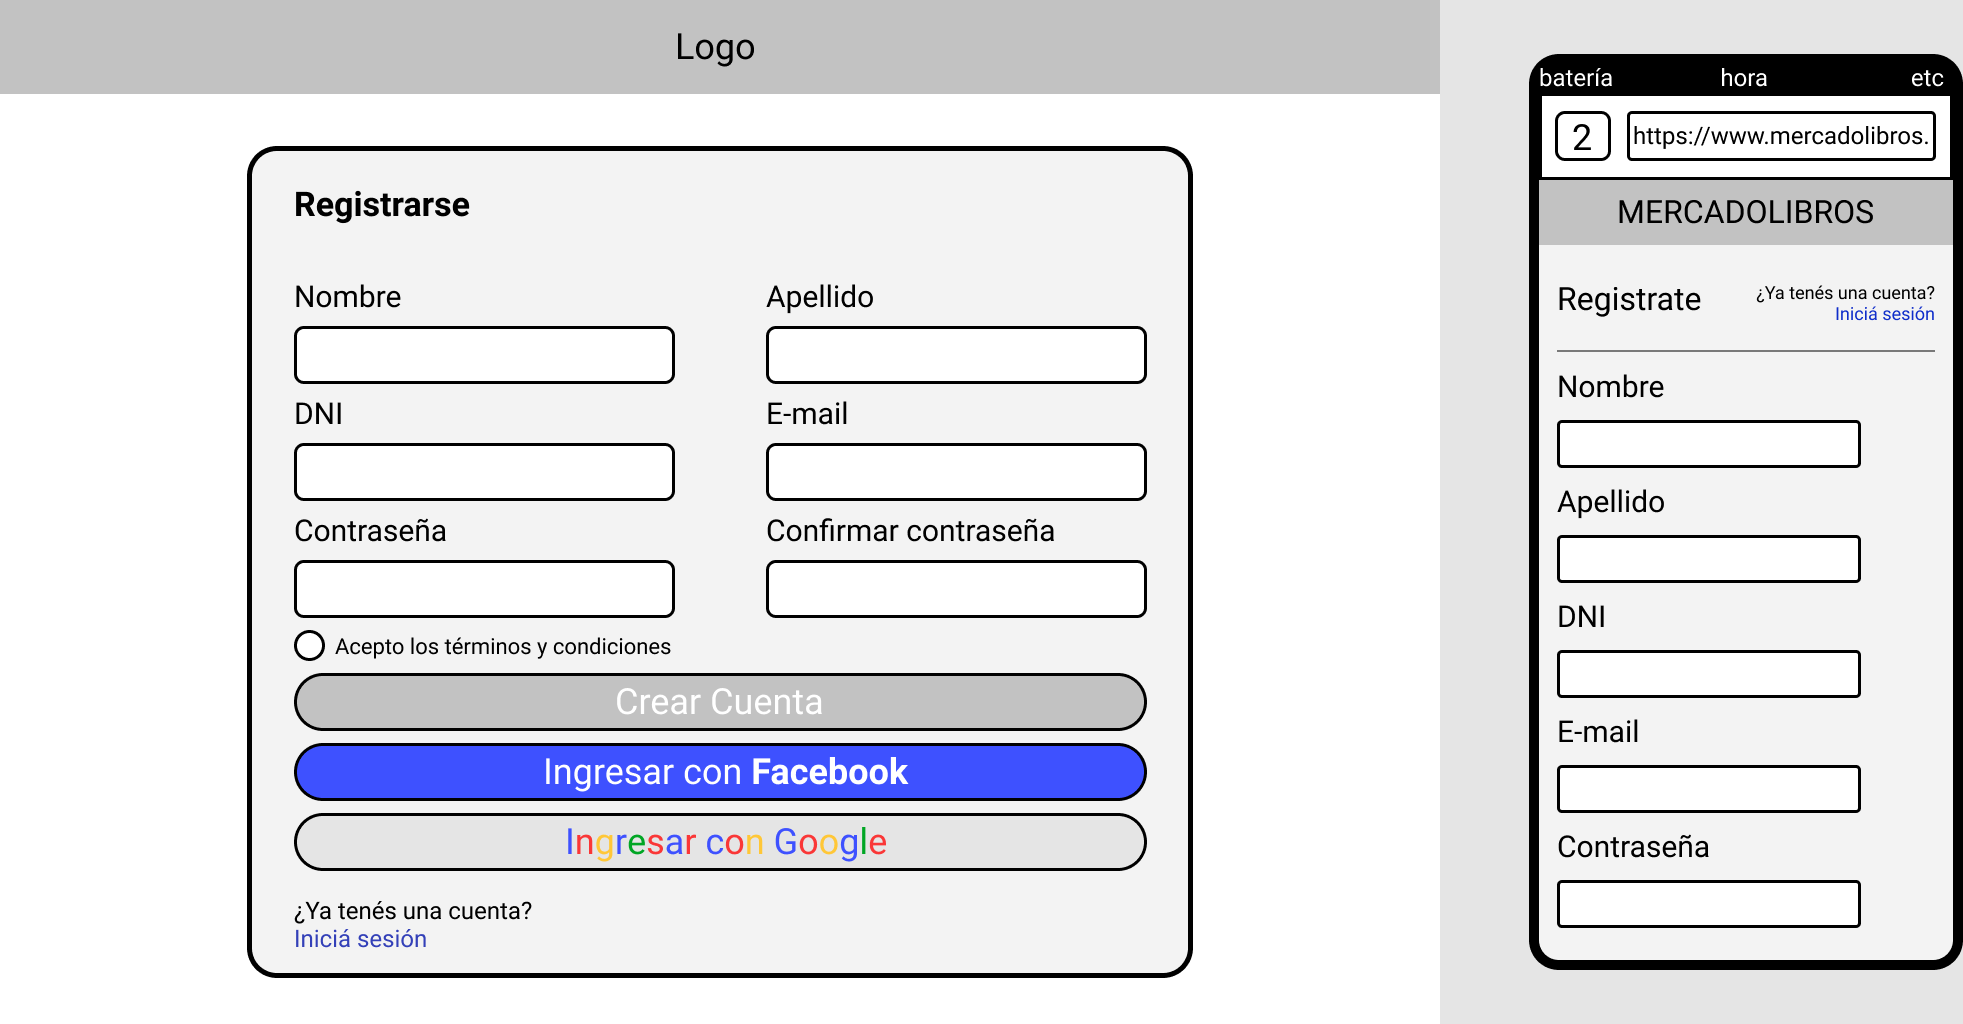 Logo
Registrarse
Nombre
Apellido
DNI
E-mail
Contraseña
Confirmar contraseña
Acepto los términos y condiciones
Crear Cuenta
Ingresar con Facebook
Ingresar con Google
¿Ya tenés una cuenta?
Iniciá sesión
batería hora etc
2 https://www.mercadolibros.
MERCADOLIBROS
Registrate
¿Ya tenés una cuenta?
Iniciá sesión
Nombre
Apellido
DNI
E-mail
Contraseña